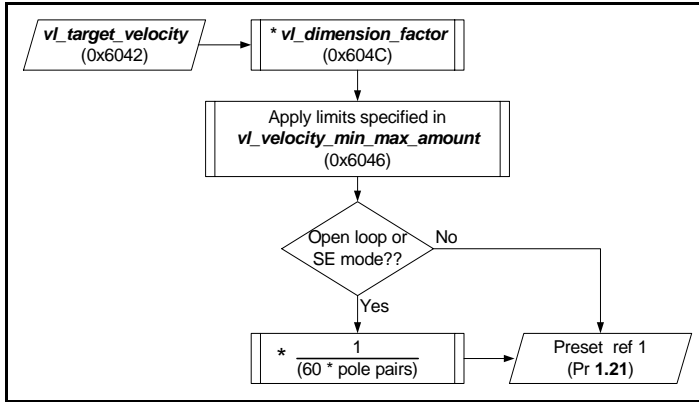 vl_target_velocity
(0x6042)
* vl_dimension_factor
(0x604C)
Apply limits specified in
vl_velocity_min_max_amount
(0x6046)
Open loop or
SE mode??
No
Yes
* 1
(60 * pole pairs)
Preset ref 1
(Pr 1.21)